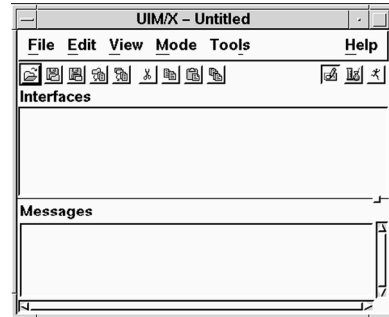 UIM/X – Untitled
File Edit View Mode Tools Help
Interfaces
Messages